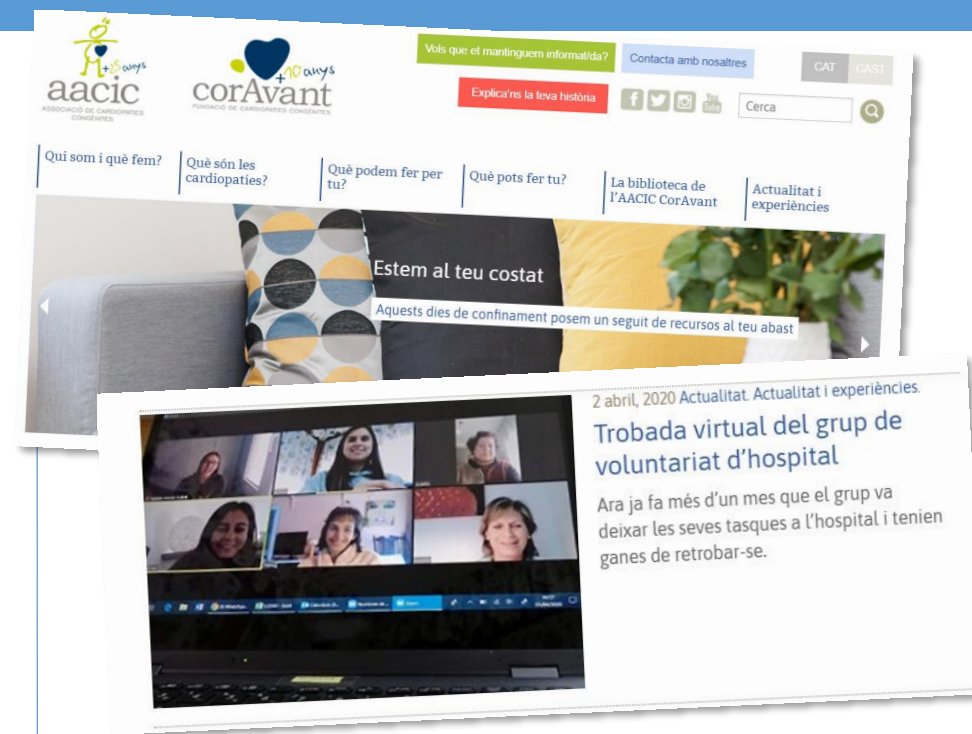 +25 anys
aacic
ASSOCIACIÓ DE CARDIOPATIES
CONGÈNITES
+10 anys
corAvant
FUNDACIÓ DE CARDIOPATIES CONGÈNITES
Vols que et mantinguem informat/da?
Contacta amb nosaltres
CAT
CAST
Explica'ns la teva història
You
Tube
Cerca
Qui som i què fem?
Què són les
cardiopaties?
Què podem fer per
tu?
Què pots fer tu?
La biblioteca de
l'AACIC CorAvant
Actualitat i
experiències
Estem al teu costat
Aquests dies de confinament posem un seguit de recursos al teu abast
2 abril, 2020 Actualitat. Actualitat i experiències.
Trobada virtual del grup de
voluntariat d'hospital
Ara ja fa més d'un mes que el grup va
deixar les seves tasques a l'hospital i tenien
ganes de retrobar-se.